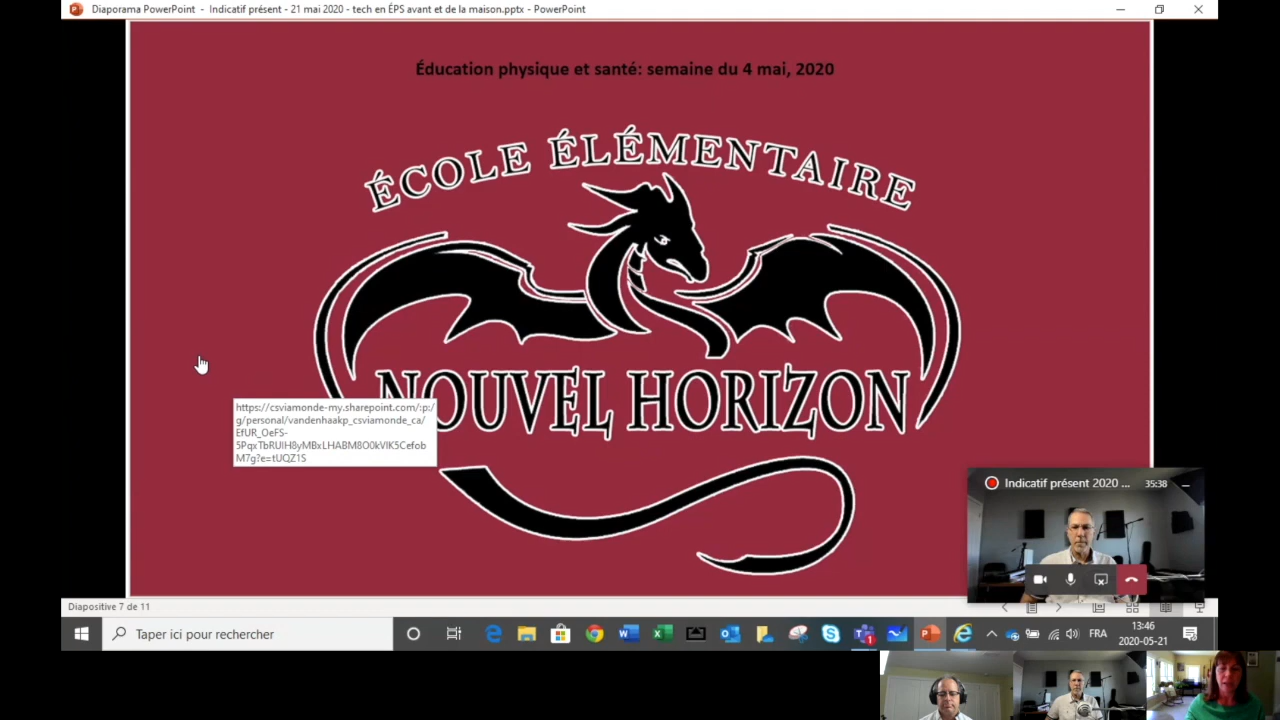 Diaporama PowerPoint - Indicatif présent - 21 mai 2020 - tech en ÉPS avant et de la maison.pptx - PowerPoint
Éducation physique et santé: semaine du 4 mai, 2020
ÉCOLE ÉLÉMENTAIRE
NOUVEL HORIZON
https://csviamonde-my.sharepoint.com/:p:/
g/personal/vandenhaakp_csviamonde_ca/
EfUR_OeFS-
5PqxTbRUlH8yMBxLHABM8O0kVlK5Cefob
M7g?e=tUQZ1S
Indicatif présent 2020 ... 35:38
Diapositive 7 de 11
Taper ici pour rechercher
1
FRA
13:46
2020-05-21